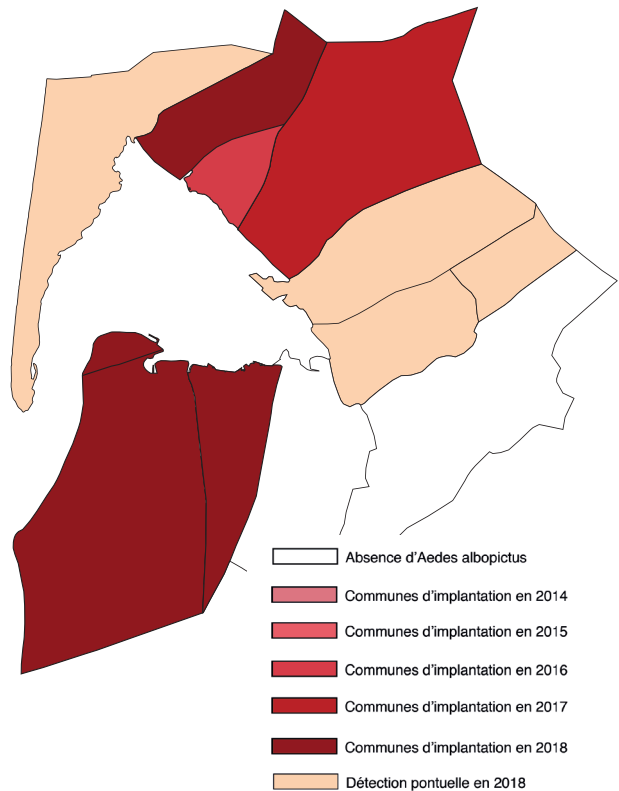 Absence d'Aedes albopictus
Communes d'implantation en 2014
Communes d'implantation en 2015
Communes d'implantation en 2016
Communes d'implantation en 2017
Communes d'implantation en 2018
Détection pontuelle en 2018